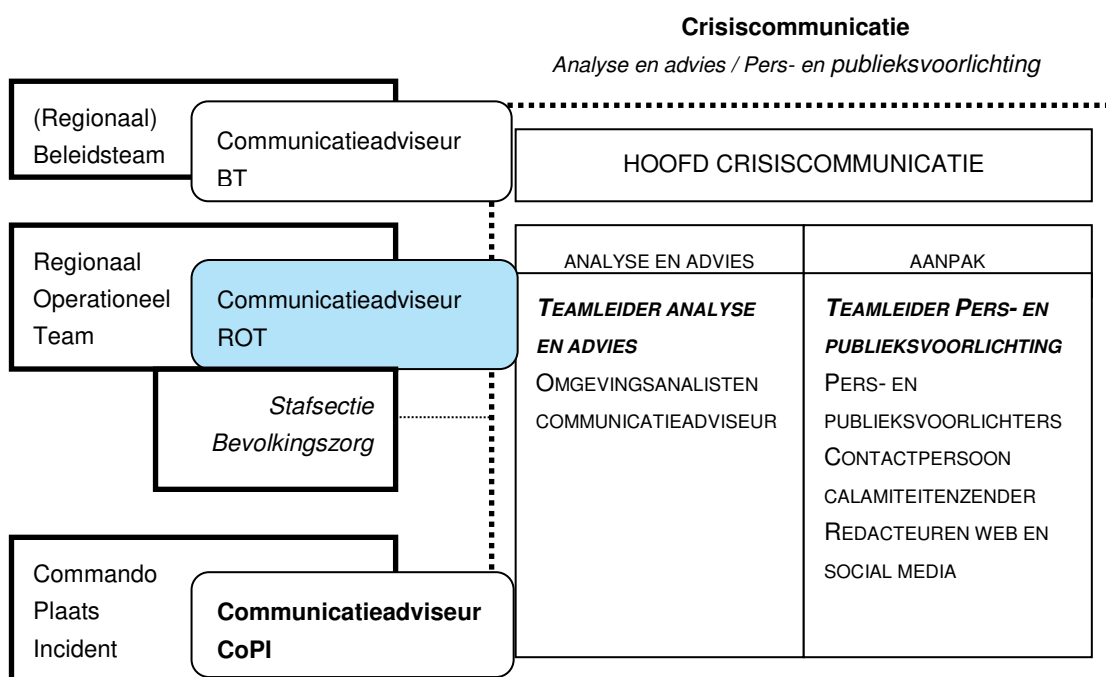 Crisiscommunicatie
Analyse en advies / Pers- en publieksvoorlichting
(Regionaal)
Beleidsteam
Communicatieadviseur
BT
HOOFD CRISISCOMMUNICATIE
Regionaal
Operationeel
Team
Communicatieadviseur
ROT
Stafsectie
Bevolkingszorg
ANALYSE EN ADVIES
TEAMLEIDER ANALYSE
EN ADVIES
OMGEVINGSANALISTEN
COMMUNICATIEADVISEUR
AANPAK
TEAMLEIDER PERS- EN
PUBLIEKSVOORLICHTING
PERS- EN
PUBLIEKSVOORLICHTERS
CONTACTPERSOON
CALAMITEITENZENDER
REDACTEUREN WEB EN
SOCIAL MEDIA
Commando
Plaats
Incident
Communicatieadviseur
CoPI